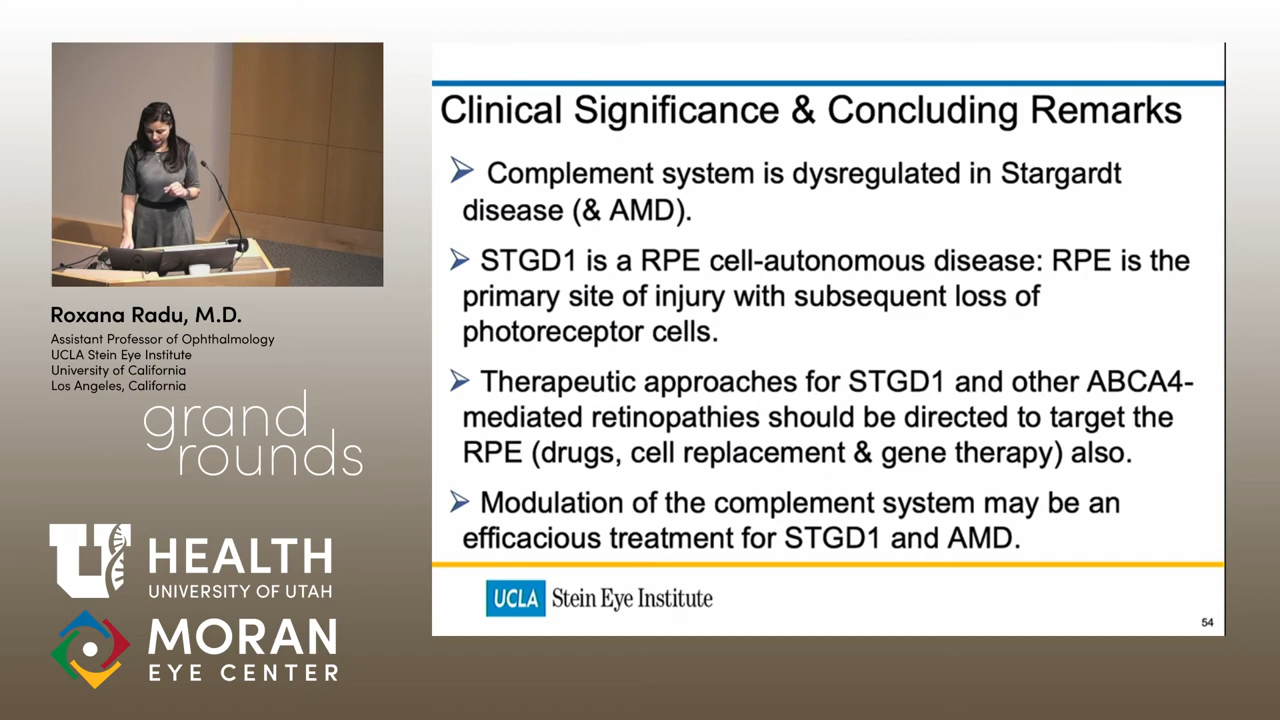 Roxana Radu, M.D.
Assistant Professor of Ophthalmology
UCLA Stein Eye Institute
University of California
Los Angeles, California
grand
rounds
U HEALTH
UNIVERSITY OF UTAH
MORAN
EYE CENTER
Clinical Significance & Concluding Remarks
➢ Complement system is dysregulated in Stargardt
disease (& AMD).
➢ STGD1 is a RPE cell-autonomous disease: RPE is the
primary site of injury with subsequent loss of
photoreceptor cells.
➢ Therapeutic approaches for STGD1 and other ABCA4-
mediated retinopathies should be directed to target the
RPE (drugs, cell replacement & gene therapy) also.
➢ Modulation of the complement system may be an
efficacious treatment for STGD1 and AMD.
UCLA Stein Eye Institute
54